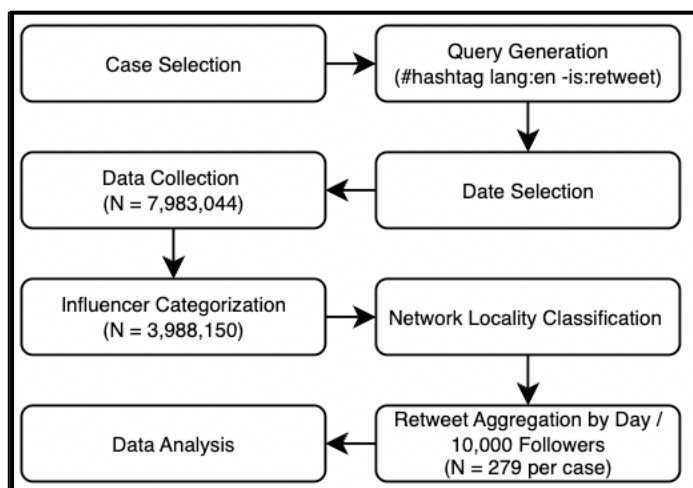 Case Selection
Query Generation
(#hashtag lang:en -is:retweet)
Date Selection
Data Collection
(N = 7,983,044)
Influencer Categorization
(N = 3,988,150)
Network Locality Classification
Retweet Aggregation by Day /
10,000 Followers
(N = 279 per case)
Data Analysis